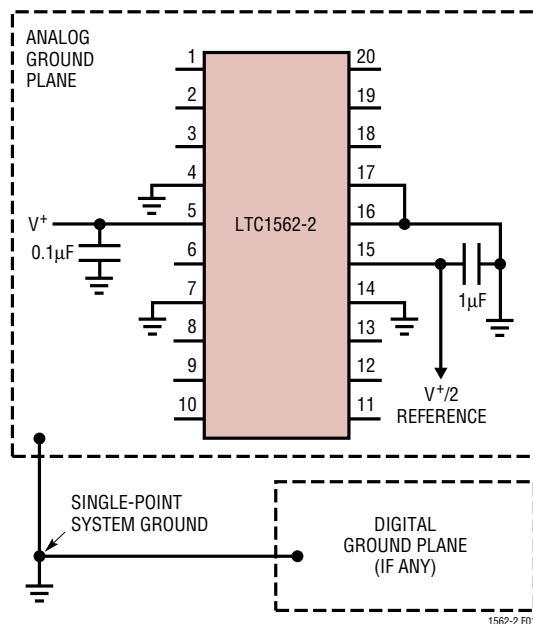 ANALOG
GROUND
PLANE
1
2
3
4
5
6
7
8
9
10
20
19
18
17
16
15
14
13
12
11
LTC1562-2
V+
0.1µF
1µF
V+/2
REFERENCE
SINGLE-POINT
SYSTEM GROUND
DIGITAL
GROUND PLANE
(IF ANY)